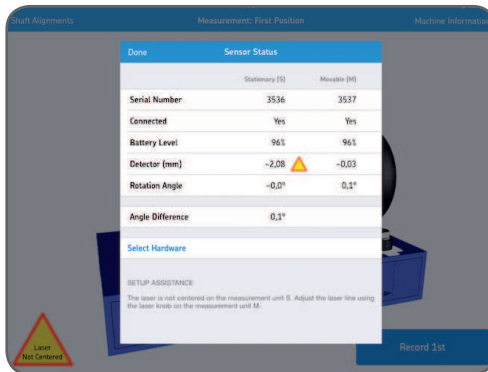 Shaft Alignments Measurement: First Position Machine Information
Done Sensor Status
Stationary (S) Movable (M)
Serial Number 3536 3537
Connected Yes Yes
Battery Level 96% 96%
Detector (mm) -2,08 -0,03
Rotation Angle -0,0° 0,1°
Angle Difference 0,1°
Select Hardware
SETUP ASSISTANCE
The laser is not centered on the measurement unit S. Adjust the laser line using
the laser knob on the measurement unit M.
Laser
Not Centered
Record 1st